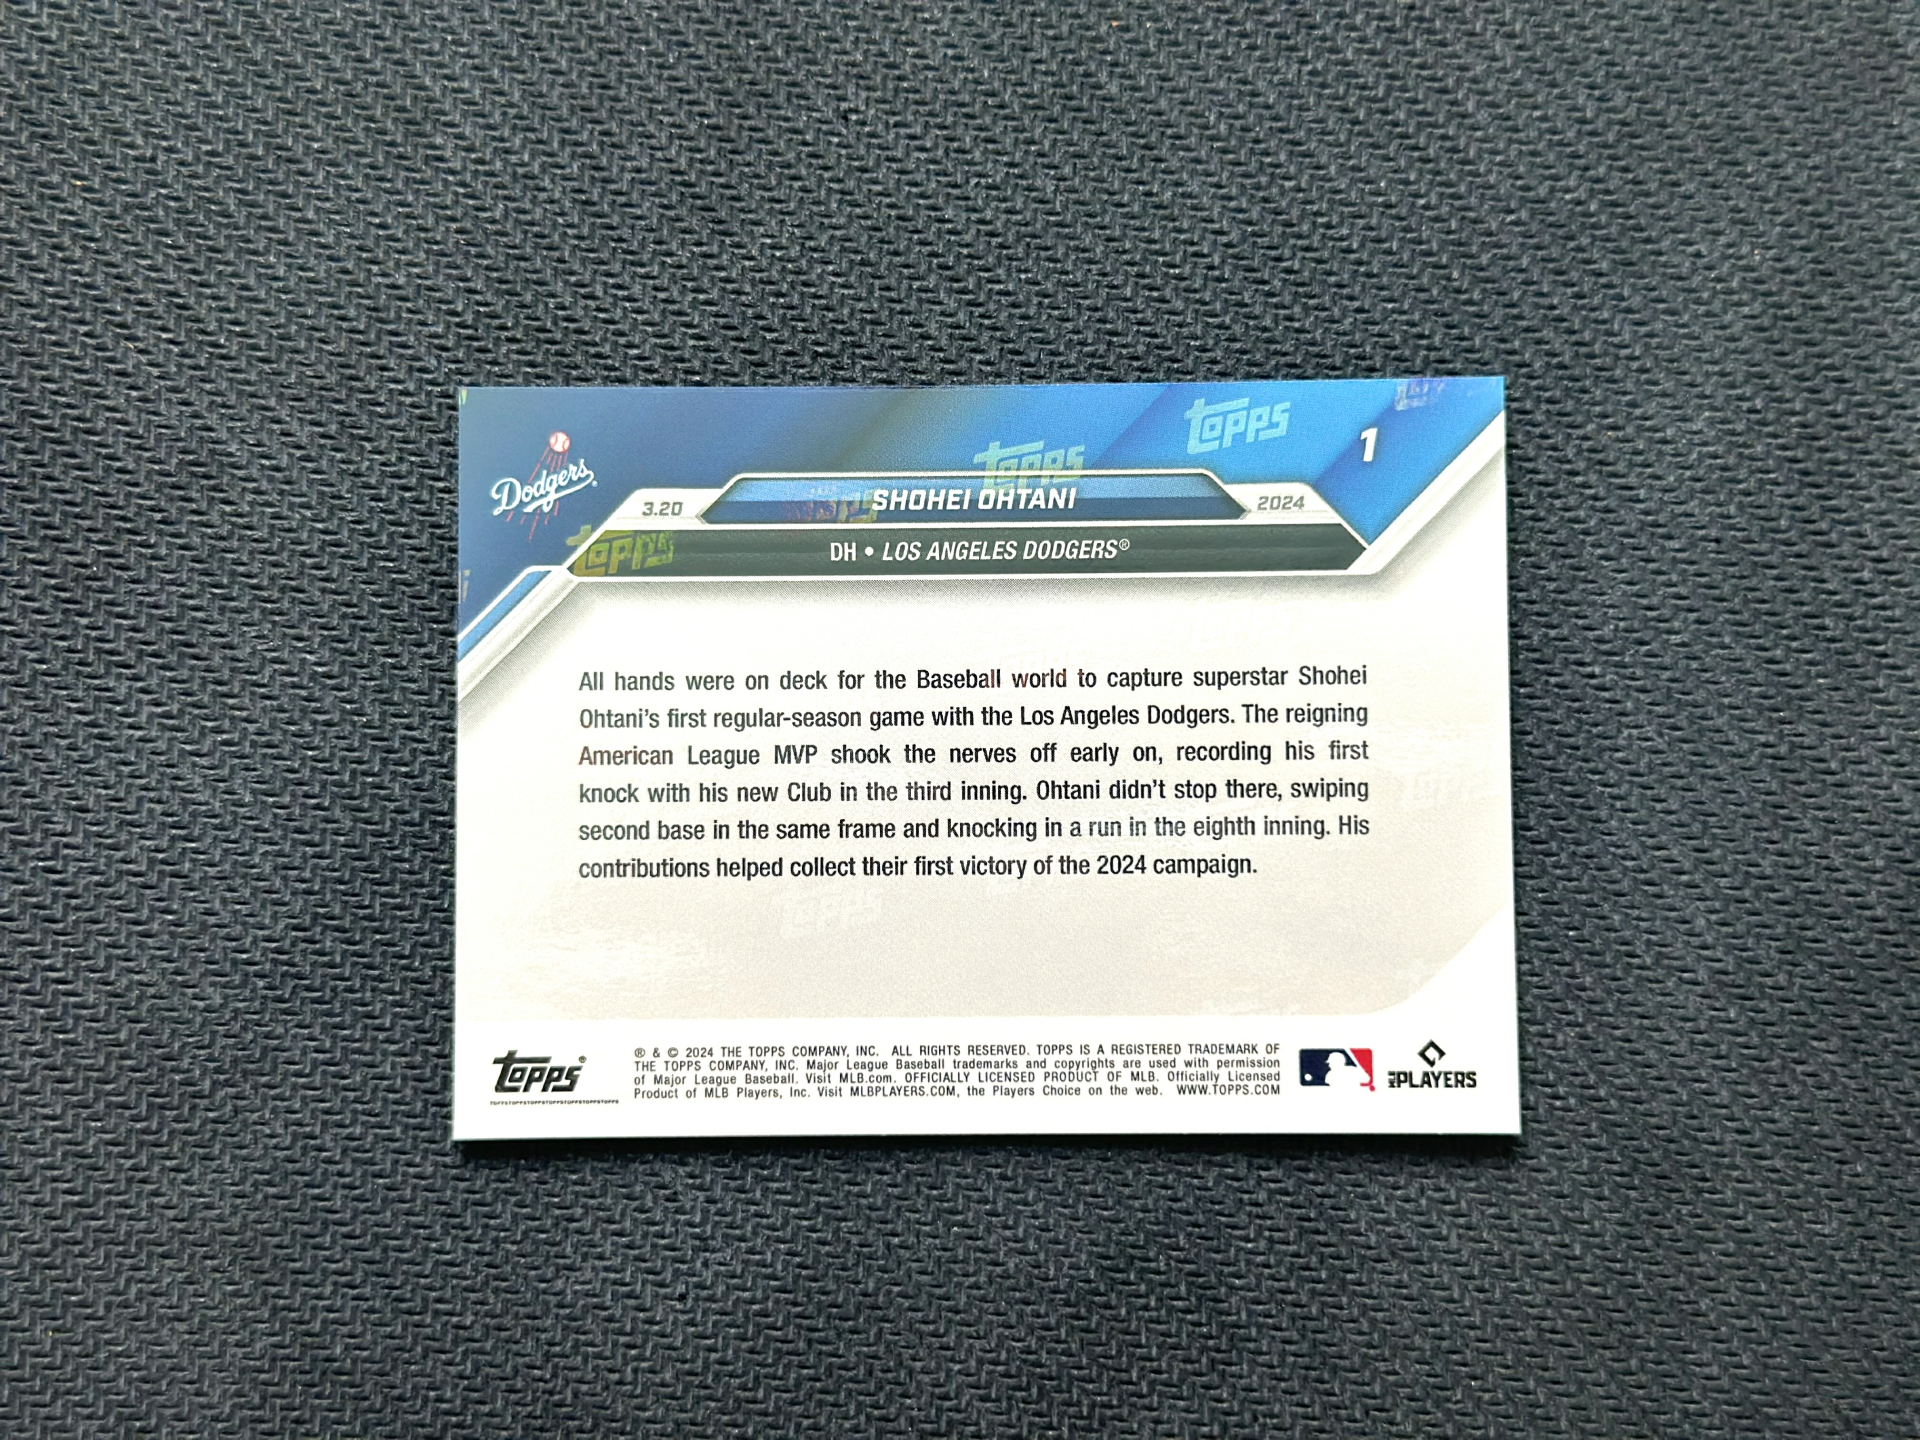 Topps
Topps
1
Dodgers
SHOHEI OHTANI
3.20
2024
Topps
DH • LOS ANGELES DODGERS®
All hands were on deck for the Baseball world to capture superstar Shohei
Ohtani's first regular-season game with the Los Angeles Dodgers. The reigning
American League MVP shook the nerves off early on, recording his first
knock with his new Club in the third inning. Ohtani didn't stop there, swiping
second base in the same frame and knocking in a run in the eighth inning. His
contributions helped collect their first victory of the 2024 campaign.
Topps®
® & © 2024 THE TOPPS COMPANY, INC. ALL RIGHTS RESERVED. TOPPS IS A REGISTERED TRADEMARK OF
THE TOPPS COMPANY, INC. Major League Baseball trademarks and copyrights are used with permission
of Major League Baseball. Visit MLB.com. OFFICIALLY LICENSED PRODUCT OF MLB. Officially Licensed
Product of MLB Players, Inc. Visit MLBPLAYERS.COM, the Players Choice on the web. WWW.TOPPS.COM
MLB PLAYERS